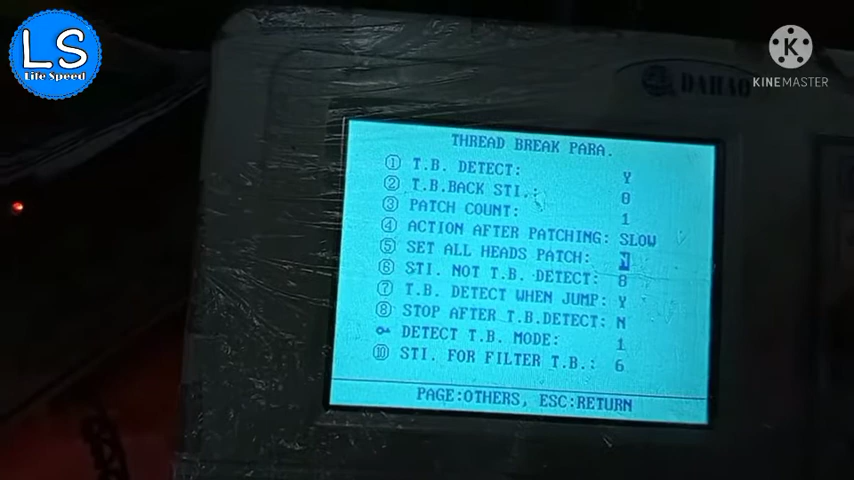 LS
Life Speed
KINEMASTER
DAHAO
THREAD BREAK PARA.
① T.B. DETECT: Y
② T.B.BACK STI.: 0
③ PATCH COUNT: 1
④ ACTION AFTER PATCHING: SLOW
⑤ SET ALL HEADS PATCH: N
⑥ STI. NOT T.B. DETECT: 8
⑦ T.B. DETECT WHEN JUMP: Y
⑧ STOP AFTER T.B.DETECT: N
DETECT T.B. MODE: 1
⑩ STI. FOR FILTER T.B.: 6
PAGE:OTHERS, ESC:RETURN